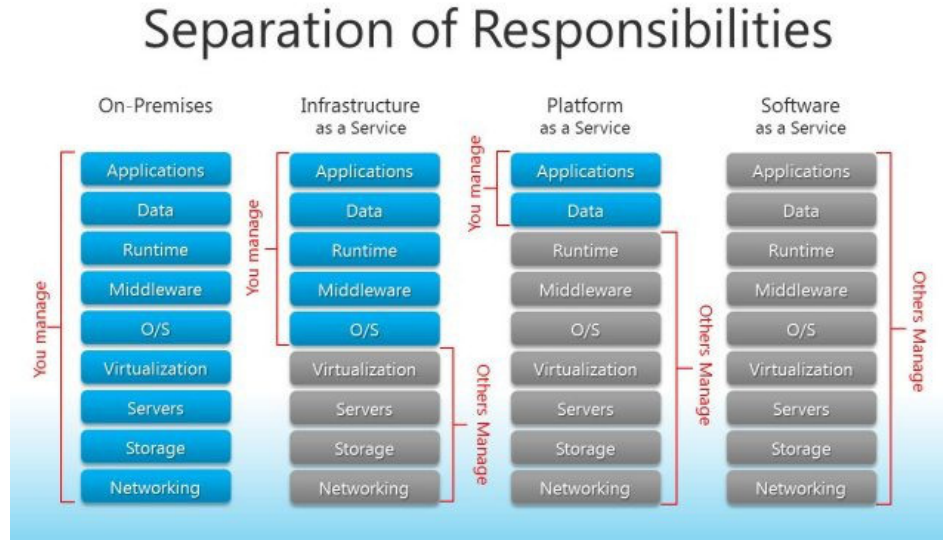 Separation of Responsibilities
On-Premises
You manage
Applications
Data
Runtime
Middleware
O/S
Virtualization
Servers
Storage
Networking
Infrastructure
as a Service
You manage
Applications
Data
Runtime
Middleware
O/S
Virtualization
Servers
Storage
Networking
Others Manage
Platform
as a Service
You manage
Applications
Data
Runtime
Middleware
O/S
Virtualization
Servers
Storage
Networking
Others Manage
Software
as a Service
Applications
Data
Runtime
Middleware
O/S
Virtualization
Servers
Storage
Networking
Others Manage